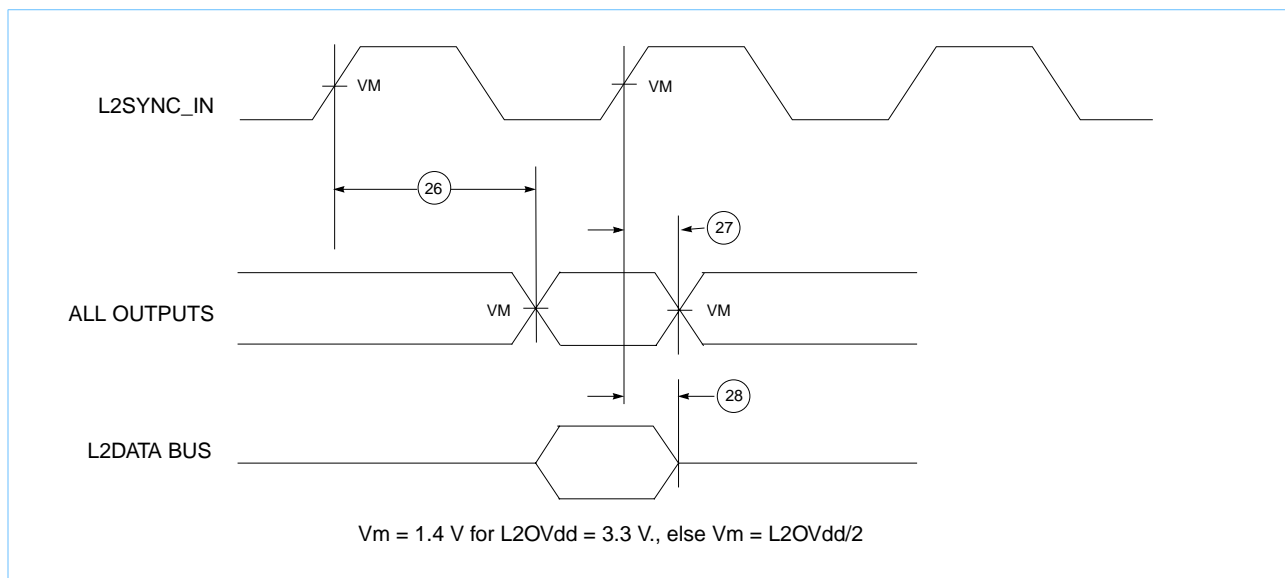 VM
VM
L2SYNC_IN
26
27
VM
VM
ALL OUTPUTS
28
L2DATA BUS
Vm = 1.4 V for L2OVdd = 3.3 V., else Vm = L2OVdd/2